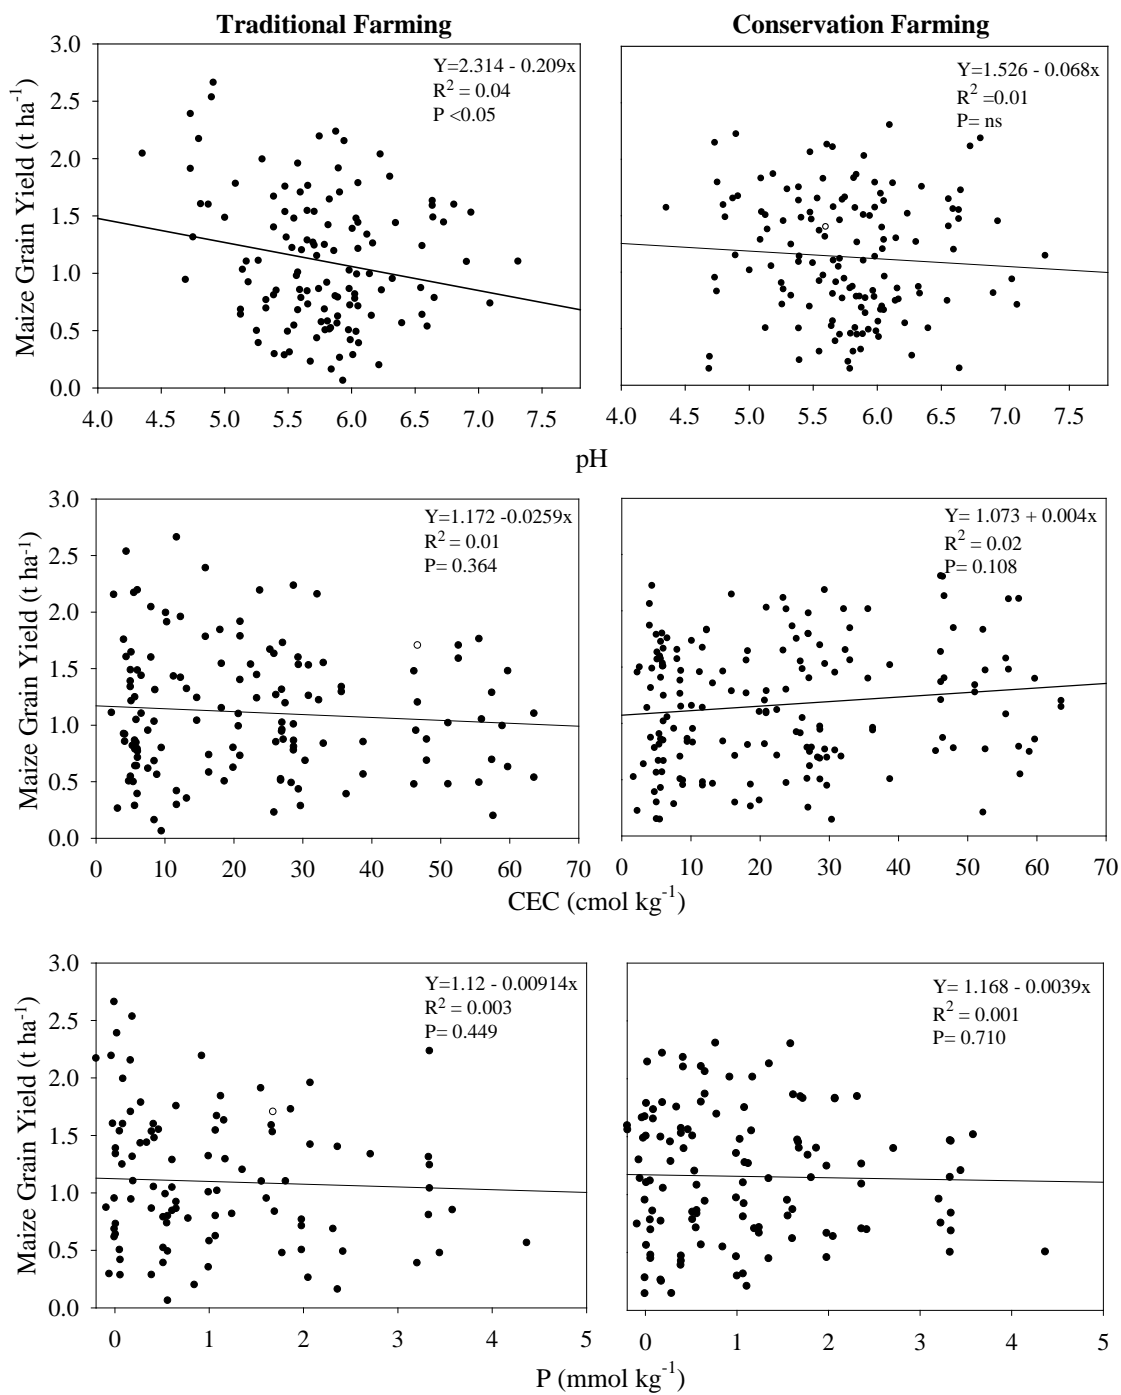 Traditional Farming
Conservation Farming
3.0
2.5
2.0
1.5
1.0
0.5
0.0
Maize Grain Yield (t ha-1)
Y=2.314 - 0.209x
R2 = 0.04
P <0.05
Y=1.526 - 0.068x
R2 =0.01
P= ns
4.0 4.5 5.0 5.5 6.0 6.5 7.0 7.5
4.0 4.5 5.0 5.5 6.0 6.5 7.0 7.5
pH
3.0
2.5
2.0
1.5
1.0
0.5
0.0
Maize Grain Yield (t ha-1)
Y=1.172 -0.0259x
R2 = 0.01
P= 0.364
Y= 1.073 + 0.004x
R2 = 0.02
P= 0.108
0 10 20 30 40 50 60 70
0 10 20 30 40 50 60 70
CEC (cmol kg-1)
3.0
2.5
2.0
1.5
1.0
0.5
0.0
Maize Grain Yield (t ha-1)
Y=1.12 - 0.00914x
R2 = 0.003
P= 0.449
Y= 1.168 - 0.0039x
R2 = 0.001
P= 0.710
0 1 2 3 4 5
0 1 2 3 4 5
P (mmol kg-1)